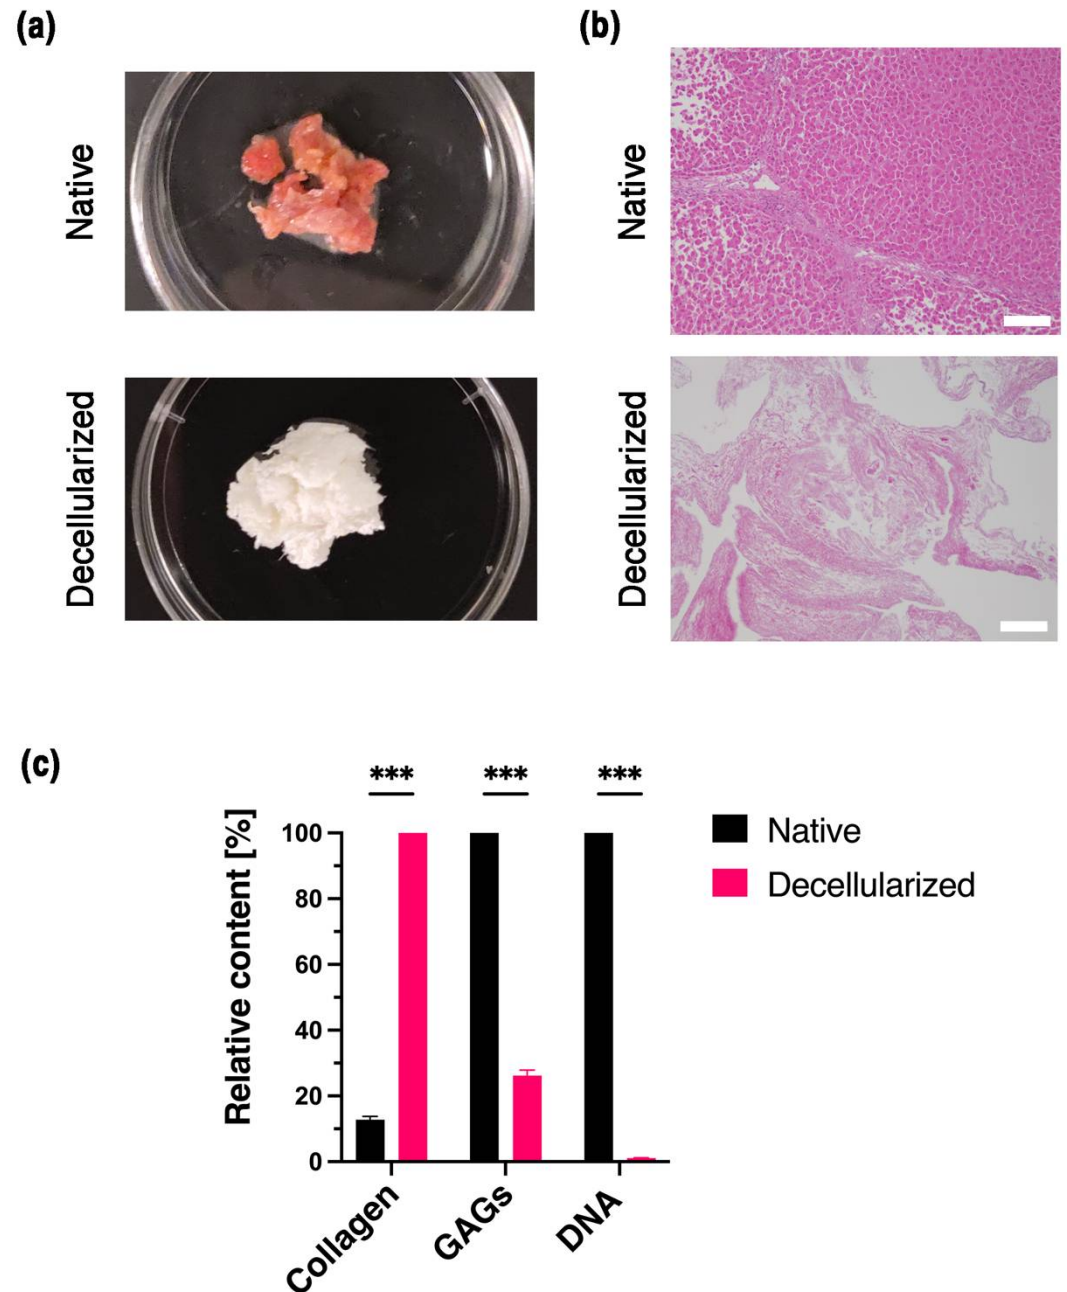 (a)
(b)
Native
Native
Decellularized
Decellularized
(c)
*** *** ***
Relative content [%]
100
80
60
40
20
0
Collagen
GAGs
DNA
Native
Decellularized